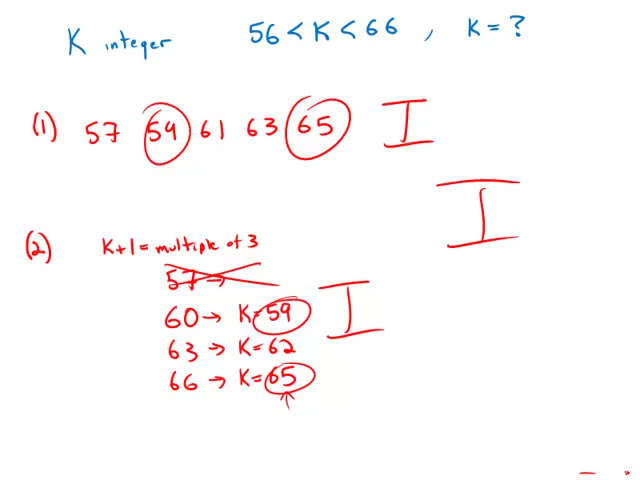 K integer 56 < K < 66 , K = ?
(1) 57 59 61 63 65 I
I
(2) K+1 = multiple of 3
57 →
60 → K = 59 I
63 → K = 62
66 → K = 65